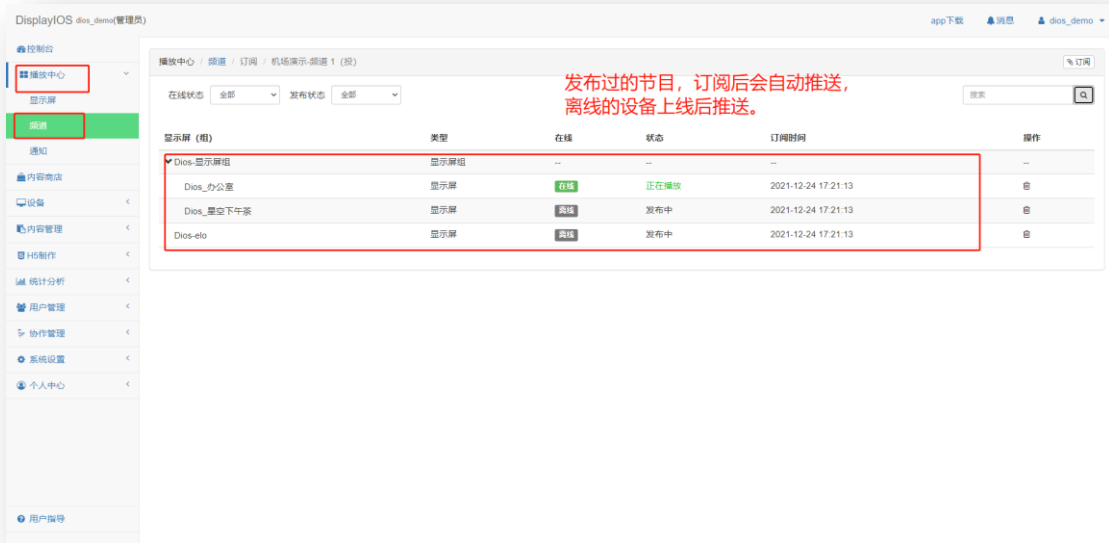 DisplayIOS dios_demo(管理员)
app下载 消息 dios_demo
控制台
播放中心
显示屏
频道
通知
内容商店
设备
内容管理
H5制作
统计分析
用户管理
协作管理
系统设置
个人中心
用户指导
播放中心 / 频道 / 订阅 / 机场演示-频道 1 (投)
订阅
在线状态 全部 发布状态 全部
搜索
发布过的节目，订阅后会自动推送，
离线的设备上线后推送。
显示屏 (组) 类型 在线 状态 订阅时间 操作
Dios-显示屏组 显示屏组 -- -- -- --
Dios_办公室 显示屏 在线 正在播放 2021-12-24 17:21:13
Dios_星空下午茶 显示屏 离线 发布中 2021-12-24 17:21:13
Dios-elo 显示屏 离线 发布中 2021-12-24 17:21:13